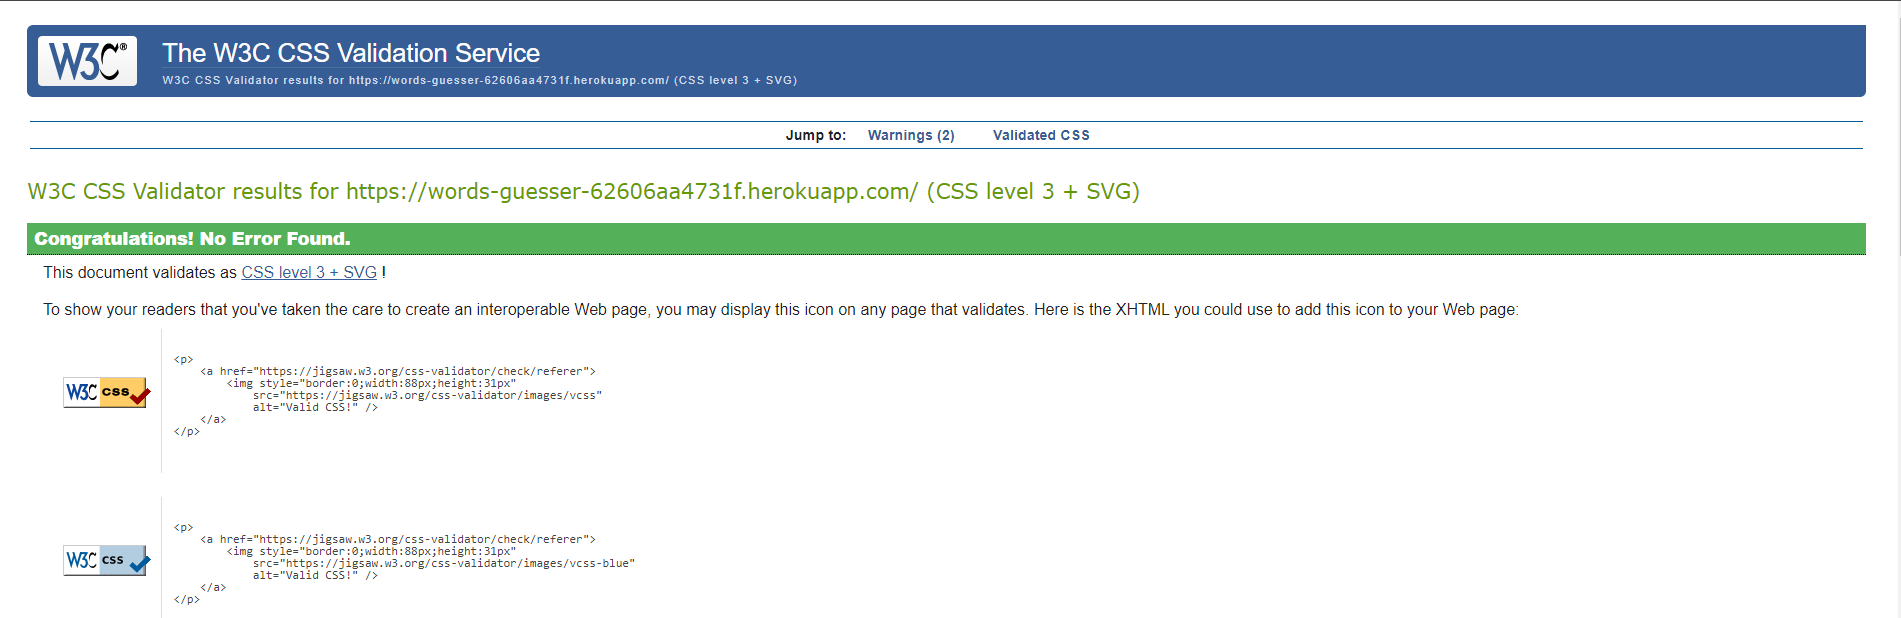 W3C®
The W3C CSS Validation Service
W3C CSS Validator results for https://words-guesser-62606aa4731f.herokuapp.com/ (CSS level 3 + SVG)
Jump to: Warnings (2) Validated CSS
W3C CSS Validator results for https://words-guesser-62606aa4731f.herokuapp.com/ (CSS level 3 + SVG)
Congratulations! No Error Found.
This document validates as CSS level 3 + SVG !
To show your readers that you've taken the care to create an interoperable Web page, you may display this icon on any page that validates. Here is the XHTML you could use to add this icon to your Web page:
W3C css
<p>
<a href="https://jigsaw.w3.org/css-validator/check/referer">
<img style="border:0;width:88px;height:31px"
src="https://jigsaw.w3.org/css-validator/images/vcss"
alt="Valid CSS!" />
</a>
</p>
W3C css
<p>
<a href="https://jigsaw.w3.org/css-validator/check/referer">
<img style="border:0;width:88px;height:31px"
src="https://jigsaw.w3.org/css-validator/images/vcss-blue"
alt="Valid CSS!" />
</a>
</p>